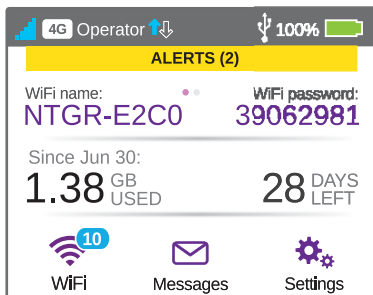 4G Operator 100%
ALERTS (2)
WiFi name: WiFi password:
NTGR-E2C0 39062981
Since Jun 30:
1.38 GB USED 28 DAYS LEFT
10
WiFi Messages Settings